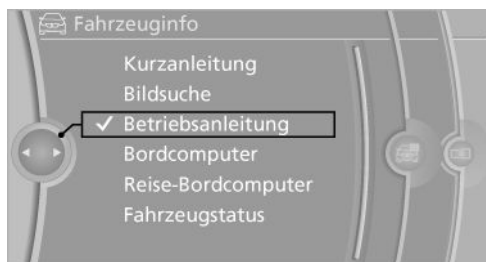 Fahrzeuginfo
Kurzanleitung
Bildsuche
Betriebsanleitung
Bordcomputer
Reise-Bordcomputer
Fahrzeugstatus